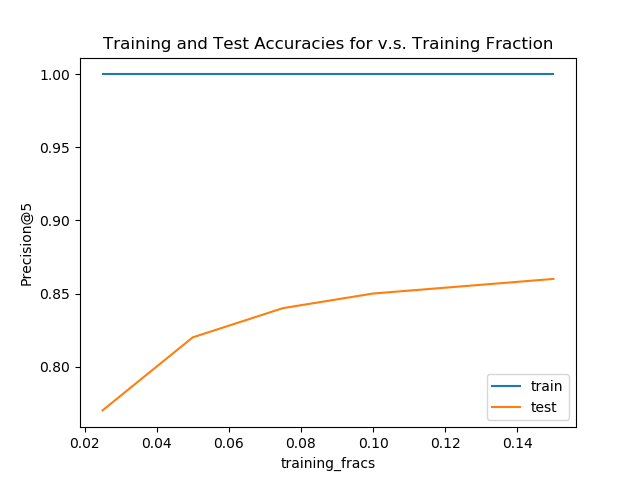 Training and Test Accuracies for v.s. Training Fraction
Precision@5
1.00
0.95
0.90
0.85
0.80
0.02
0.04
0.06
0.08
0.10
0.12
0.14
training_fracs
train
test